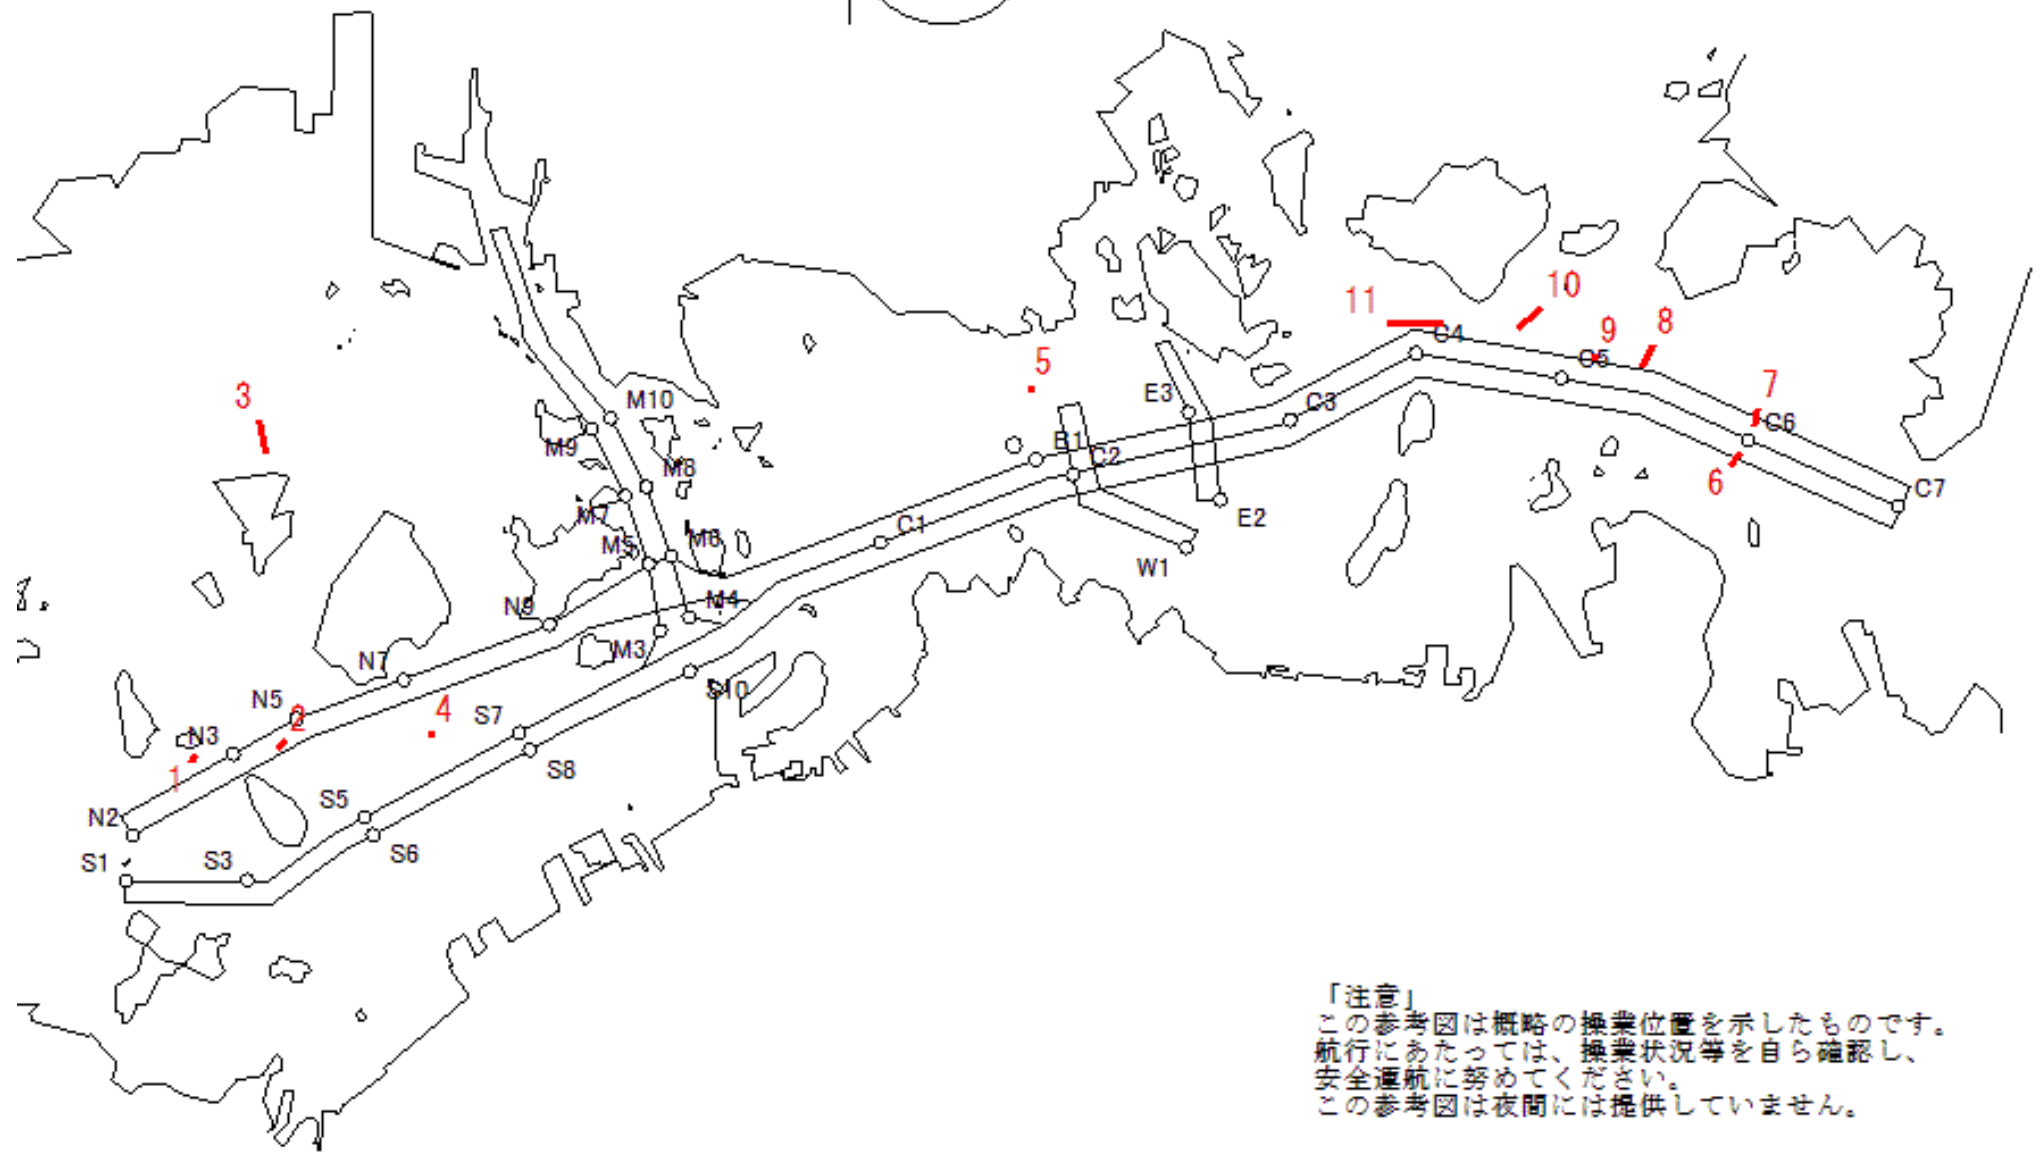 11
10
C4
9
C5
8
5
3
M10
E3
C3
7
C6
M9
B1
C2
M8
6
C7
M7
E2
C1
M5
M6
W1
N9
M4
M3
N7
S10
N5
2
4
S7
N3
1
S8
S5
N2
S3
S6
S1
「注意」
この参考図は概略の操業位置を示したものです。
航行にあたっては、操業状況等を自ら確認し、
安全運航に努めてください。
この参考図は夜間には提供していません。